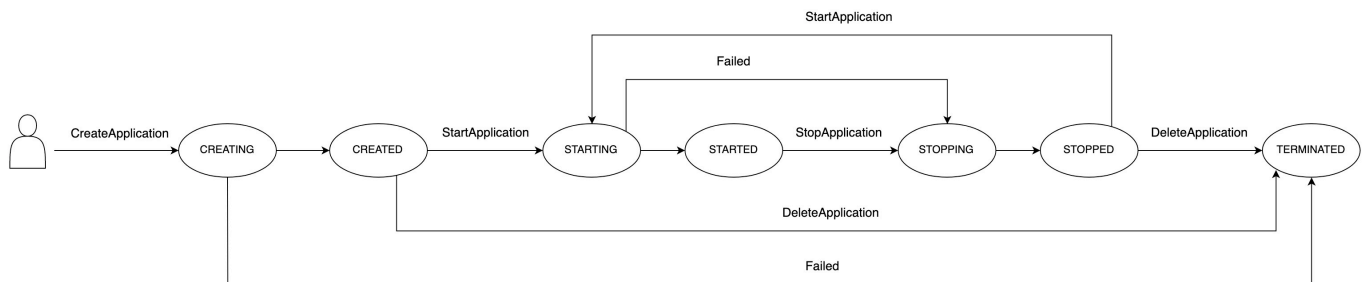 StartApplication
Failed
CreateApplication
StartApplication
StopApplication
DeleteApplication
CREATING
CREATED
STARTING
STARTED
STOPPING
STOPPED
TERMINATED
DeleteApplication
Failed